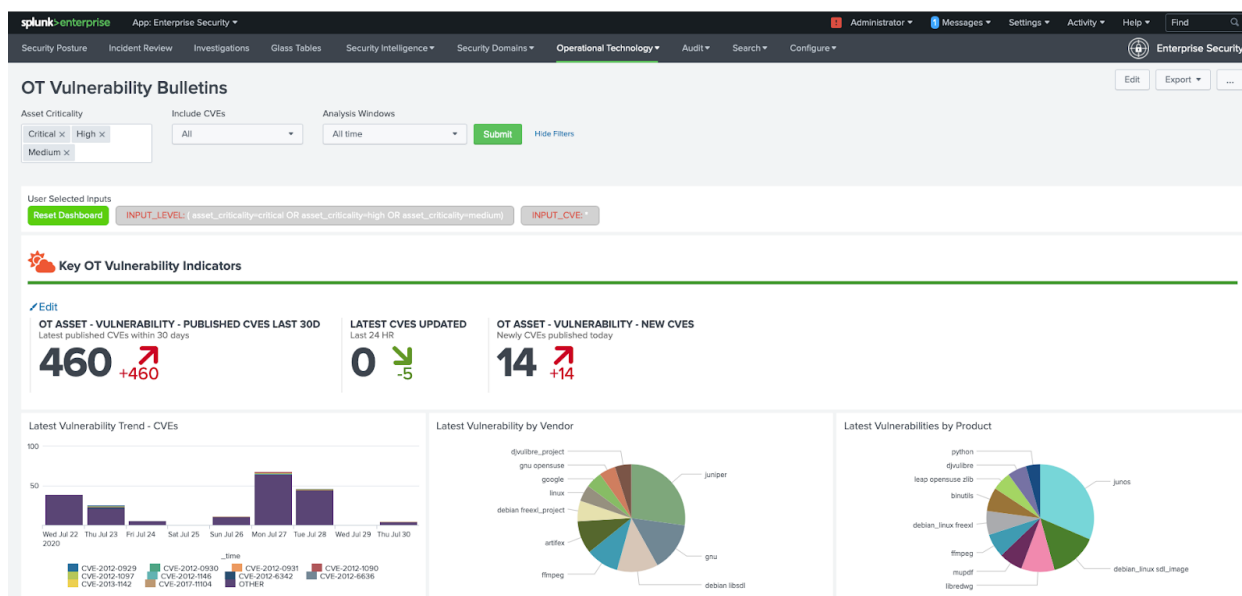 splunk>enterprise App: Enterprise Security ! Administrator 1 Messages Settings Activity Help Find
Security Posture Incident Review Investigations Glass Tables Security Intelligence Security Domains Operational Technology Audit Search Configure Enterprise Security
OT Vulnerability Bulletins
Edit Export ...
Asset Criticality Include CVEs Analysis Windows
Critical × High × All All time Submit Hide Filters
Medium ×
User Selected Inputs
Reset Dashboard INPUT_LEVEL: ( asset_criticality=critical OR asset_criticality=high OR asset_criticality=medium) INPUT_CVE: *
Key OT Vulnerability Indicators
Edit
OT ASSET - VULNERABILITY - PUBLISHED CVES LAST 30D LATEST CVES UPDATED OT ASSET - VULNERABILITY - NEW CVES
Latest published CVEs within 30 days Last 24 HR Newly CVEs published today
460 +460 0 -5 14 +14
Latest Vulnerability Trend - CVEs
100
50
Wed Jul 22 Thu Jul 23 Fri Jul 24 Sat Jul 25 Sun Jul 26 Mon Jul 27 Tue Jul 28 Wed Jul 29 Thu Jul 30
2020
_time
CVE-2012-0929 CVE-2012-0930 CVE-2012-0931 CVE-2012-1090
CVE-2012-1097 CVE-2012-1146 CVE-2012-6342 CVE-2012-6636
CVE-2013-1142 CVE-2017-11104 OTHER
Latest Vulnerability by Vendor
djvulibre_project
gnu opensuse
google
linux
debian freexl_project
artifex
ffmpeg
juniper
gnu
debian libsdl
Latest Vulnerabilities by Product
python
djvulibre
leap opensuse zlib
binutils
debian_linux freexl
ffmpeg
mupdf
libredwg
junos
debian_linux sdl_image